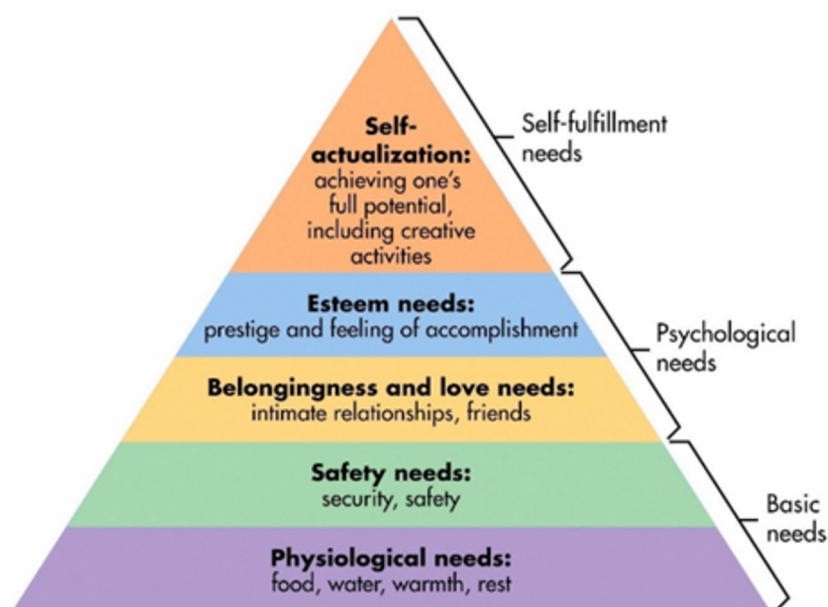 Self-
actualization:
achieving one's
full potential,
including creative
activities
Self-fulfillment
needs
Esteem needs:
prestige and feeling of accomplishment
Psychological
needs
Belongingness and love needs:
intimate relationships, friends
Safety needs:
security, safety
Basic
needs
Physiological needs:
food, water, warmth, rest